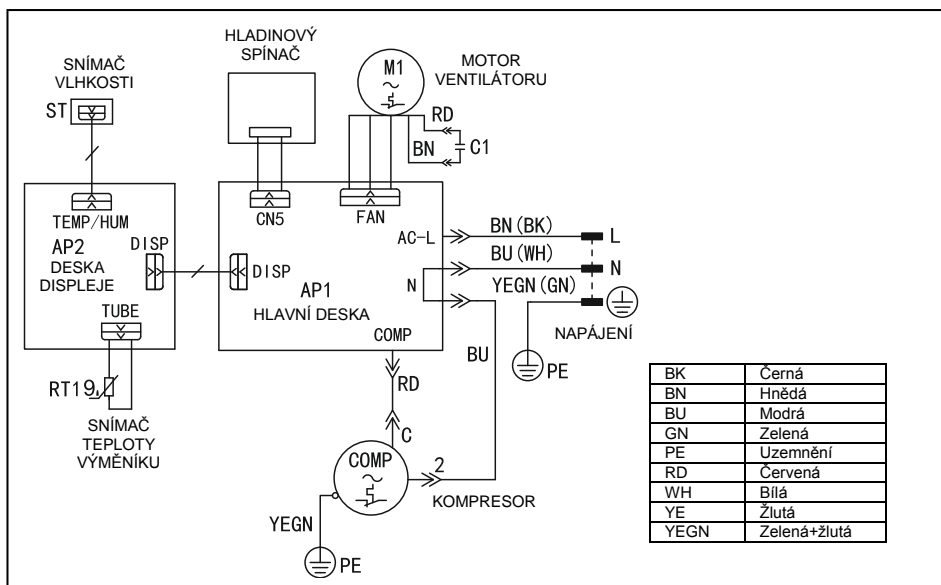 HLADINOVÝ
SPÍNAČ
SNÍMAČ
VLHKOSTI
ST
M1
MOTOR
VENTILÁTORU
RD
BN
C1
TEMP/HUM
AP2
DESKA
DISPLEJE
DISP
TUBE
CN5
FAN
DISP
AP1
HLAVNÍ DESKA
AC-L
N
COMP
BN(BK)
L
BU(WH)
N
YEGN(GN)
NAPÁJENÍ
PE
BU
RT19
SNÍMAČ
TEPLOTY
VÝMĚNÍKU
RD
C
COMP
2
KOMPRESOR
YEGN
PE
BK Černá
BN Hnědá
BU Modrá
GN Zelená
PE Uzemnění
RD Červená
WH Bílá
YE Žlutá
YEGN Zelená+žlutá